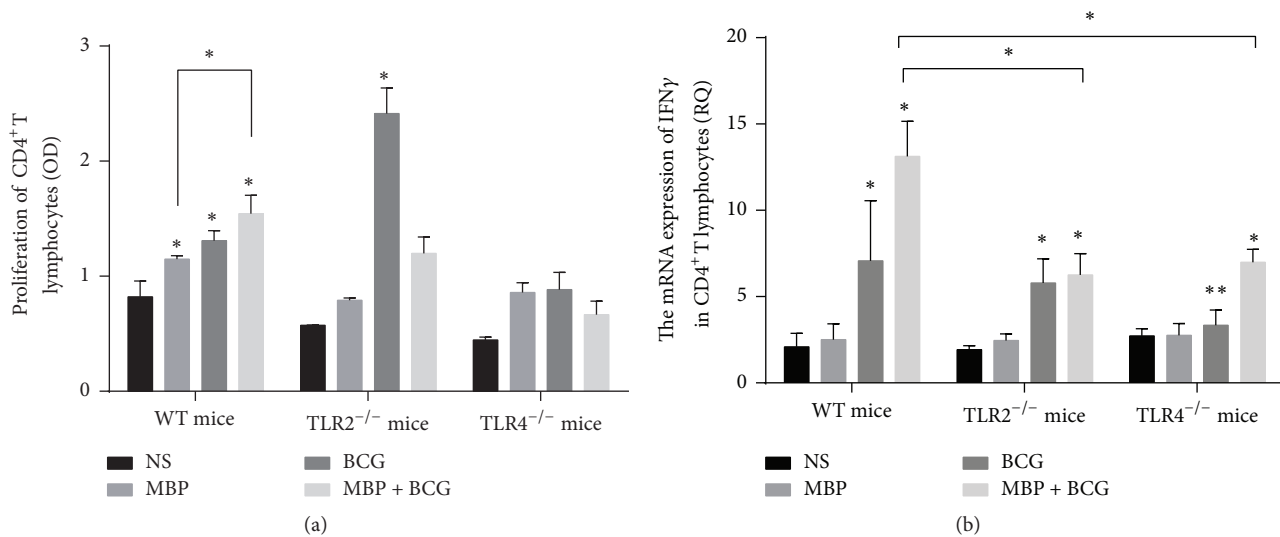 Proliferation of CD4⁺ T
lymphocytes (OD)
3
2
1
0
*
*
*
*
*
WT mice
TLR2⁻/⁻ mice
TLR4⁻/⁻ mice
NS
BCG
MBP
MBP + BCG
(a)
The mRNA expression of IFNγ
in CD4⁺ T lymphocytes (RQ)
20
15
10
5
0
*
*
*
*
*
*
**
*
WT mice
TLR2⁻/⁻ mice
TLR4⁻/⁻ mice
NS
BCG
MBP
MBP + BCG
(b)